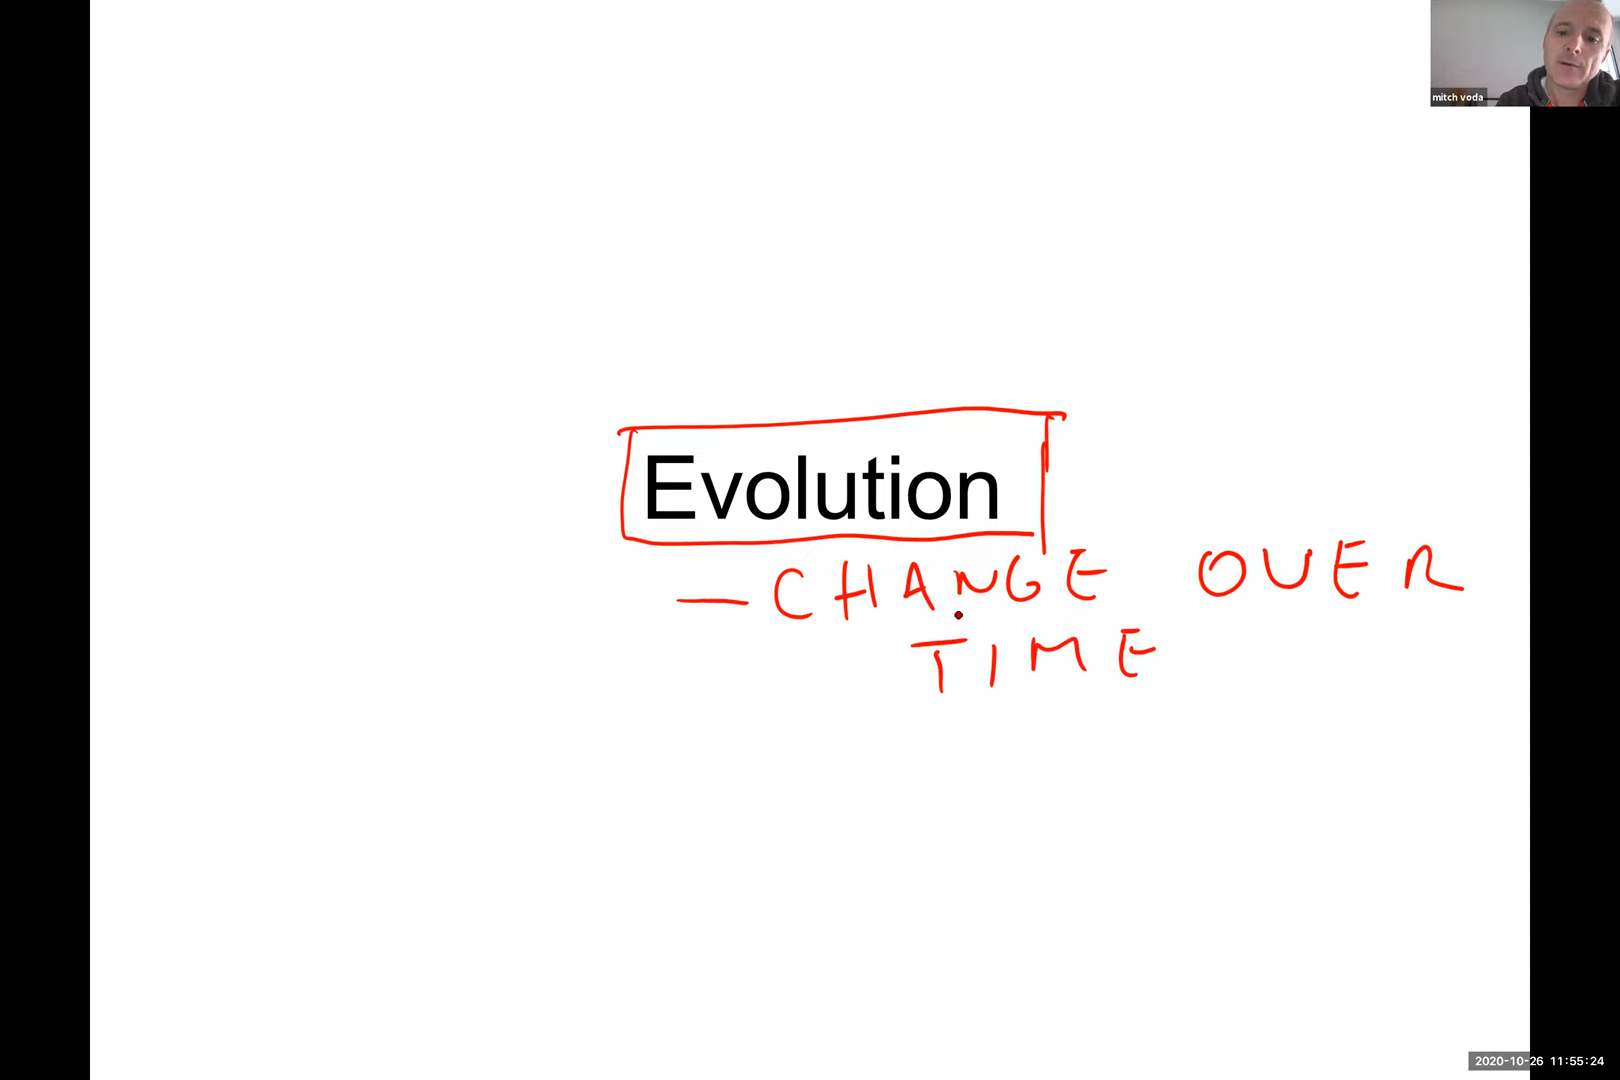 mitch voda
Evolution
— CHANGE OVER
TIME
2020-10-26 11:55:24